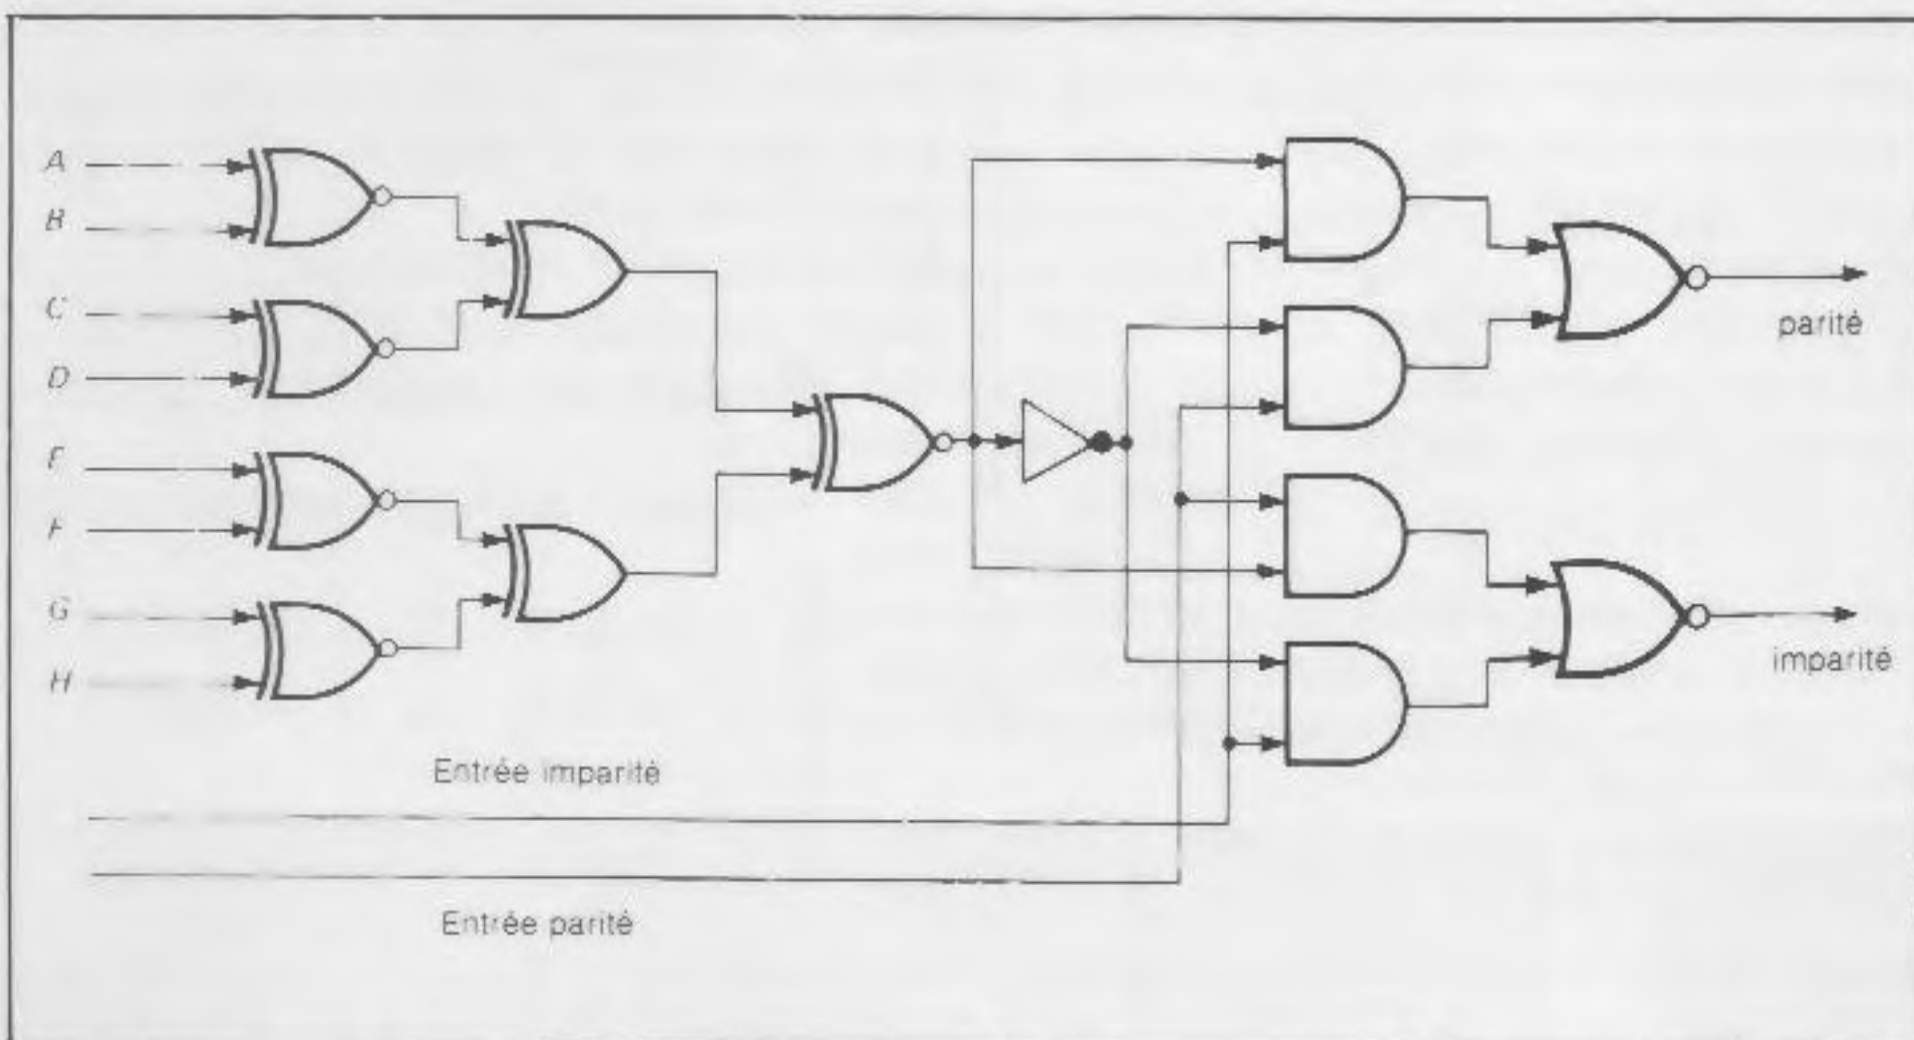 A
B
C
D
E
F
G
H
parité
imparité
Entrée imparité
Entrée parité